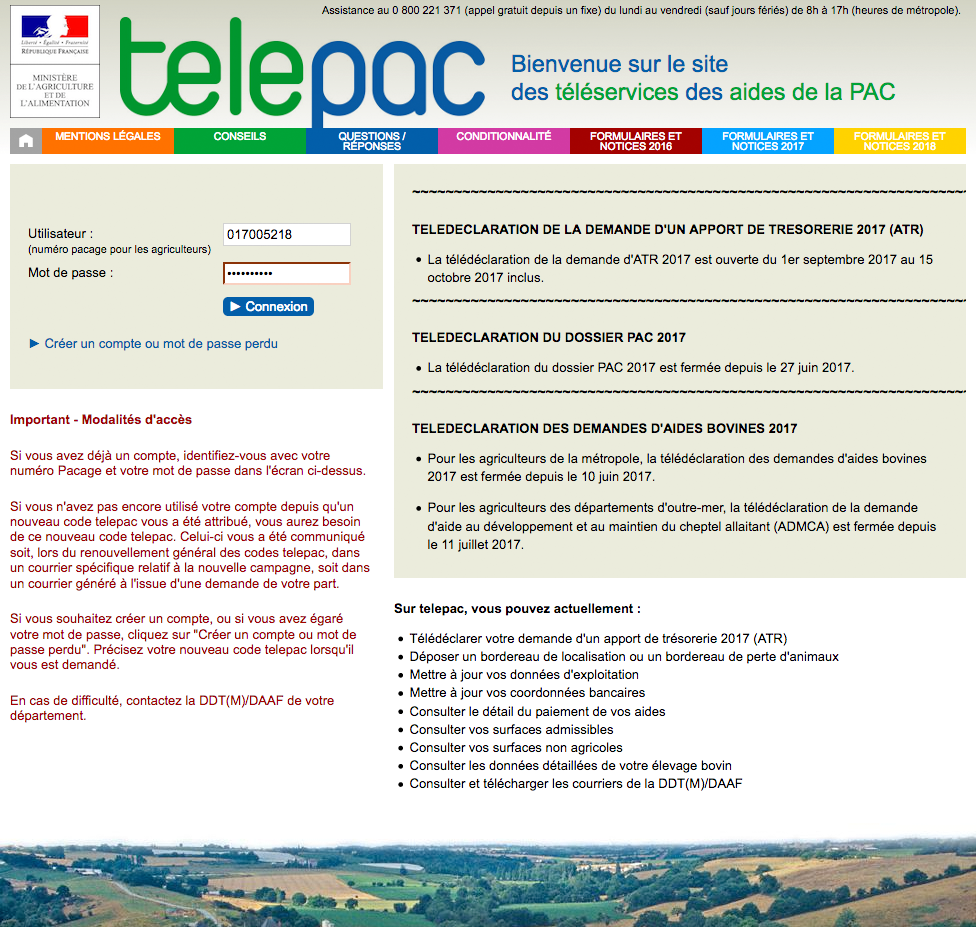 Assistance au 0 800 221 371 (appel gratuit depuis un fixe) du lundi au vendredi (sauf jours fériés) de 8h à 17h (heures de métropole).
Liberté • Égalité • Fraternité
RÉPUBLIQUE FRANÇAISE
MINISTÈRE
DE L'AGRICULTURE
ET DE
L'ALIMENTATION
telepac
Bienvenue sur le site
des téléservices des aides de la PAC
MENTIONS LÉGALES
CONSEILS
QUESTIONS /
RÉPONSES
CONDITIONNALITÉ
FORMULAIRES ET
NOTICES 2016
FORMULAIRES ET
NOTICES 2017
FORMULAIRES ET
NOTICES 2018
Utilisateur :
(numéro pacage pour les agriculteurs)
017005218
Mot de passe :
••••••••••
► Connexion
► Créer un compte ou mot de passe perdu
Important - Modalités d'accès
Si vous avez déjà un compte, identifiez-vous avec votre
numéro Pacage et votre mot de passe dans l'écran ci-dessus.
Si vous n'avez pas encore utilisé votre compte depuis qu'un
nouveau code telepac vous a été attribué, vous aurez besoin
de ce nouveau code telepac. Celui-ci vous a été communiqué
soit, lors du renouvellement général des codes telepac, dans
un courrier spécifique relatif à la nouvelle campagne, soit dans
un courrier généré à l'issue d'une demande de votre part.
Si vous souhaitez créer un compte, ou si vous avez égaré
votre mot de passe, cliquez sur "Créer un compte ou mot de
passe perdu". Précisez votre nouveau code telepac lorsqu'il
vous est demandé.
En cas de difficulté, contactez la DDT(M)/DAAF de votre
département.
~~~~~~~~~~~~~~~~~~~~~~~~~~~~~~~~~~~~~~~~~~~~~~~~~~~~~~~~~~~~~~~~~~~~~
TELEDECLARATION DE LA DEMANDE D'UN APPORT DE TRESORERIE 2017 (ATR)
• La télédéclaration de la demande d'ATR 2017 est ouverte du 1er septembre 2017 au 15
octobre 2017 inclus.
~~~~~~~~~~~~~~~~~~~~~~~~~~~~~~~~~~~~~~~~~~~~~~~~~~~~~~~~~~~~~~~~~~~~~
TELEDECLARATION DU DOSSIER PAC 2017
• La télédéclaration du dossier PAC 2017 est fermée depuis le 27 juin 2017.
~~~~~~~~~~~~~~~~~~~~~~~~~~~~~~~~~~~~~~~~~~~~~~~~~~~~~~~~~~~~~~~~~~~~~
TELEDECLARATION DES DEMANDES D'AIDES BOVINES 2017
• Pour les agriculteurs de la métropole, la télédéclaration des demandes d'aides bovines
2017 est fermée depuis le 10 juin 2017.
• Pour les agriculteurs des départements d'outre-mer, la télédéclaration de la demande
d'aide au développement et au maintien du cheptel allaitant (ADMCA) est fermée depuis
le 11 juillet 2017.
Sur telepac, vous pouvez actuellement :
• Télédéclarer votre demande d'un apport de trésorerie 2017 (ATR)
• Déposer un bordereau de localisation ou un bordereau de perte d'animaux
• Mettre à jour vos données d'exploitation
• Mettre à jour vos coordonnées bancaires
• Consulter le détail du paiement de vos aides
• Consulter vos surfaces admissibles
• Consulter vos surfaces non agricoles
• Consulter les données détaillées de votre élevage bovin
• Consulter et télécharger les courriers de la DDT(M)/DAAF